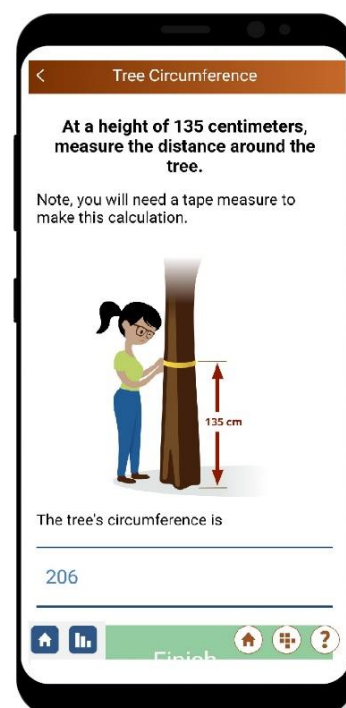 Tree Circumference
At a height of 135 centimeters,
measure the distance around the
tree.
Note, you will need a tape measure to
make this calculation.
135 cm
The tree's circumference is
206
Finish
?